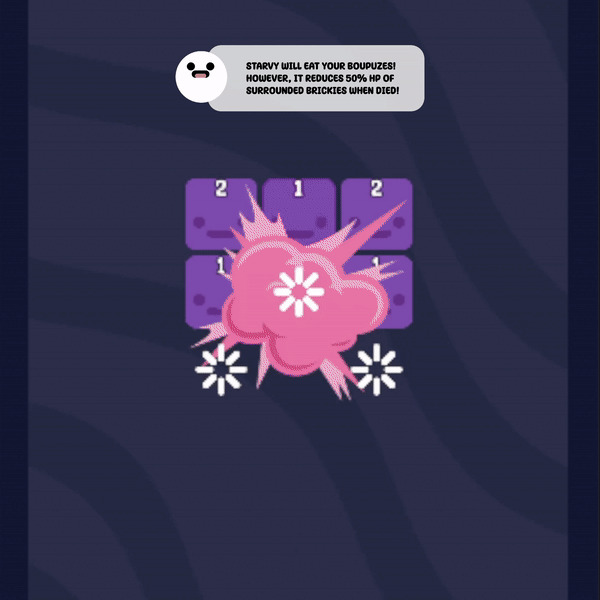 STARVY WILL EAT YOUR BOUPUZES!
HOWEVER, IT REDUCES 50% HP OF
SURROUNDED BRICKIES WHEN DIED!
2 1 2
1 1